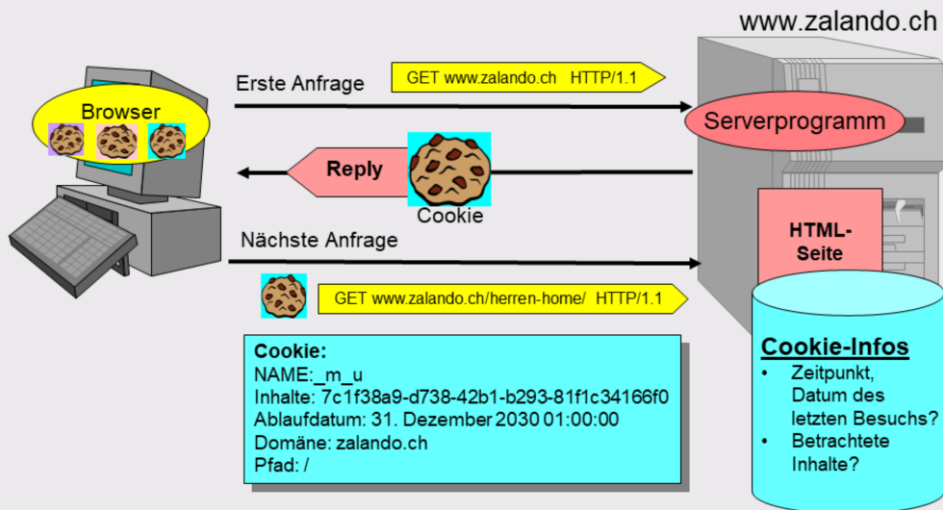 www.zalando.ch
Erste Anfrage
GET www.zalando.ch HTTP/1.1
Browser
Serverprogramm
Reply
Cookie
Nächste Anfrage
HTML-
Seite
GET www.zalando.ch/herren-home/ HTTP/1.1
Cookie:
NAME:_m_u
Inhalte: 7c1f38a9-d738-42b1-b293-81f1c34166f0
Ablaufdatum: 31. Dezember 2030 01:00:00
Domäne: zalando.ch
Pfad: /
Cookie-Infos
• Zeitpunkt,
Datum des
letzten Besuchs?
• Betrachtete
Inhalte?